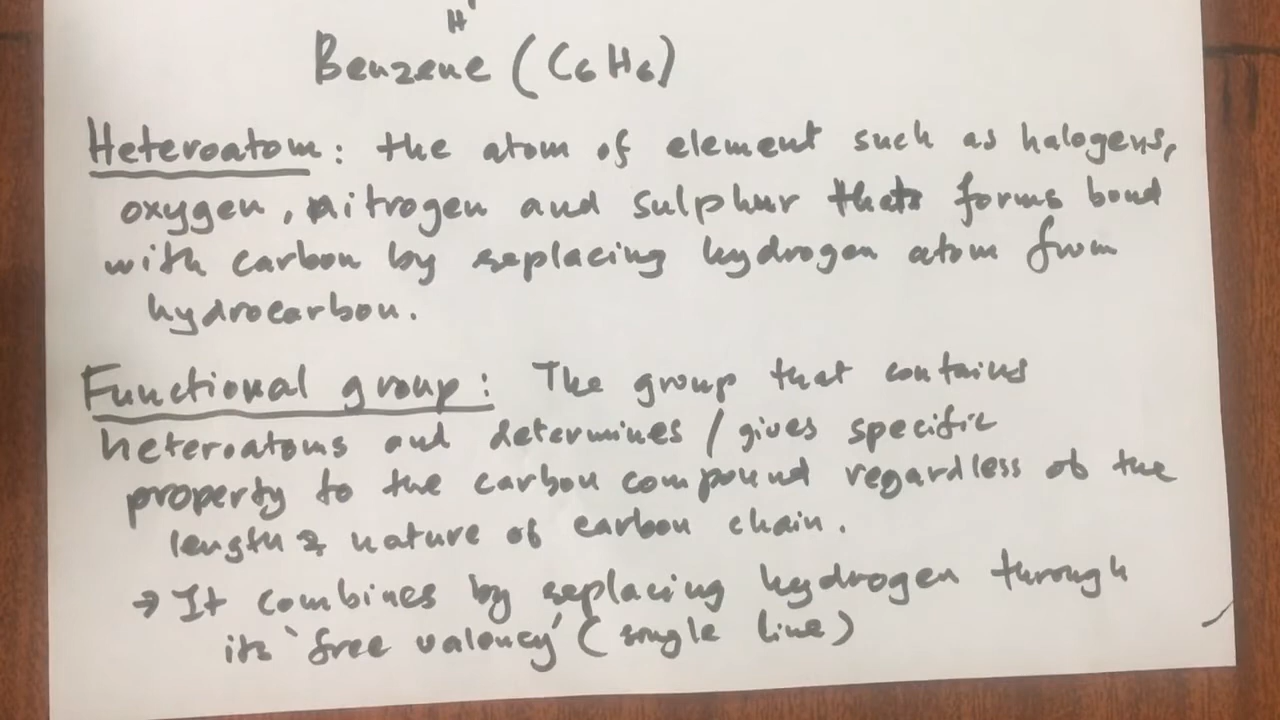 H
Benzene (C6H6)
Heteroatom: the atom of element such as halogens,
oxygen, nitrogen and sulphur that forms bond
with carbon by replacing hydrogen atom from
hydrocarbon.
Functional group: The group that contains
heteroatoms and determines / gives specific
property to the carbon compound regardless of the
length & nature of carbon chain.
→ It combines by replacing hydrogen through
its 'free valency' (single line)